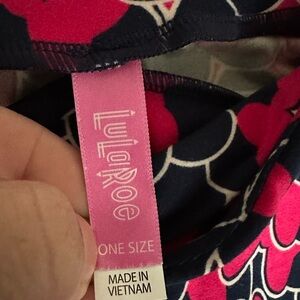 LuLaRoe
ONE SIZE
MADE IN
VIETNAM